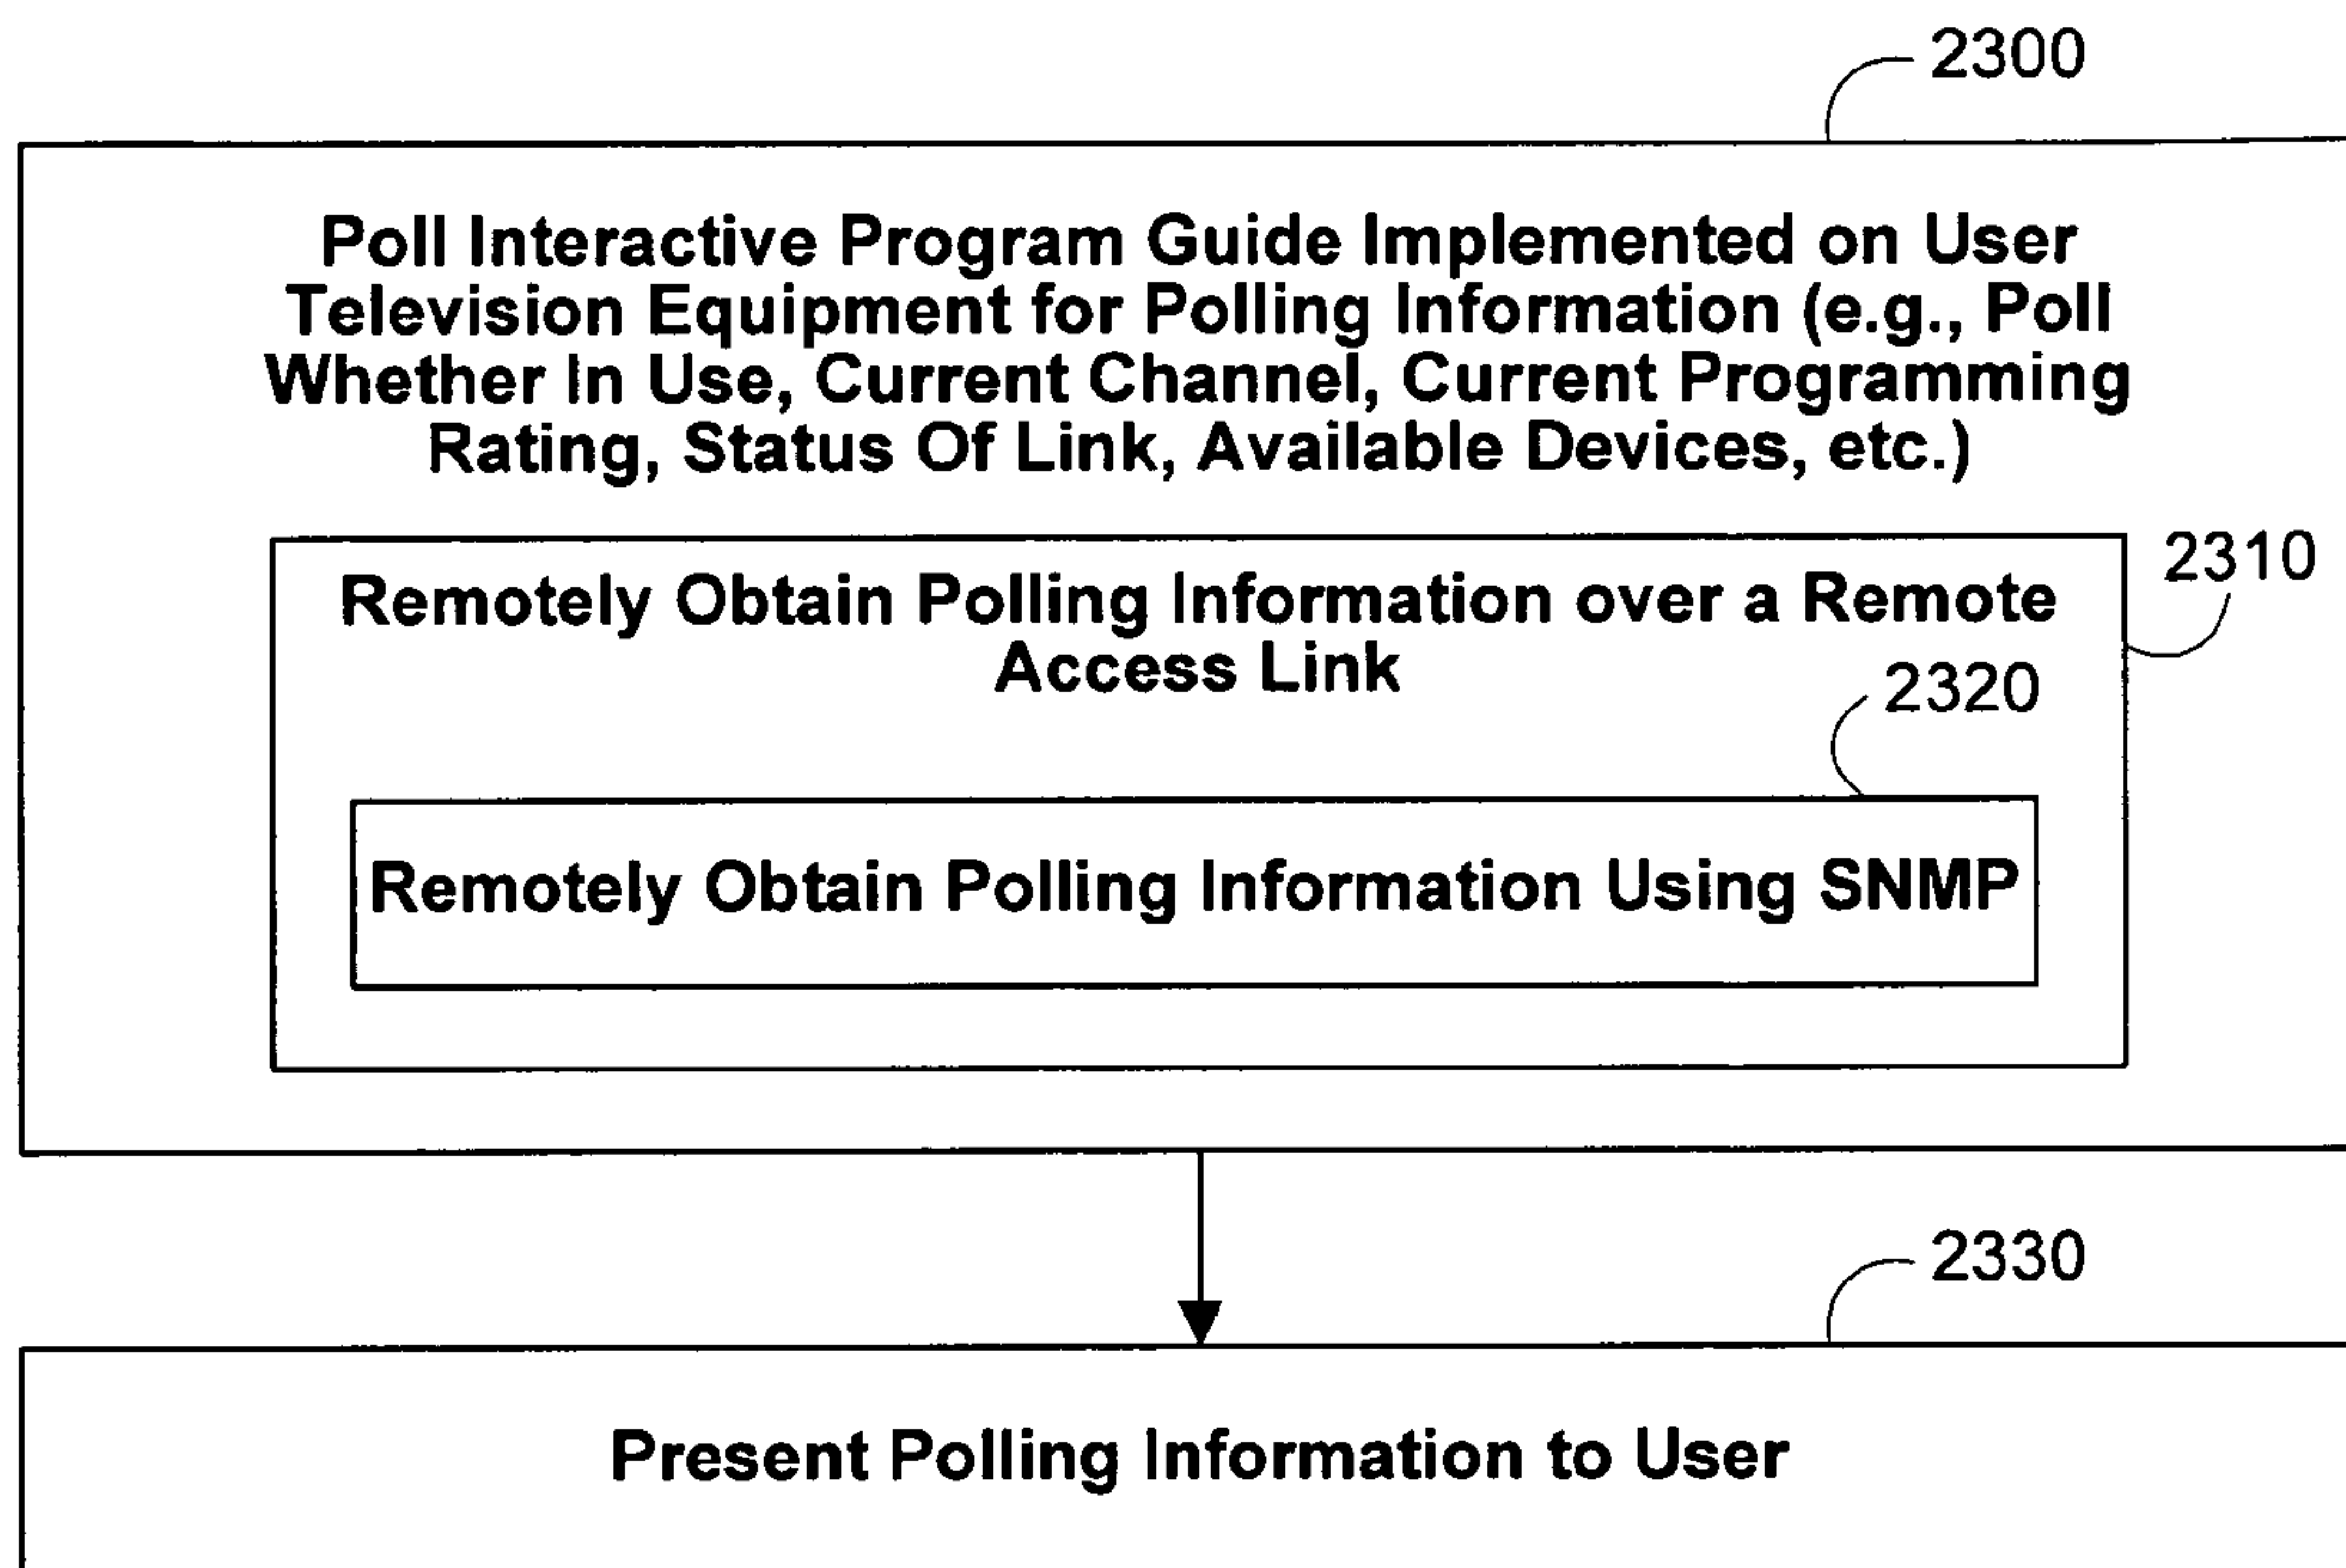 2300
Poll Interactive Program Guide Implemented on User
Television Equipment for Polling Information (e.g., Poll
Whether In Use, Current Channel, Current Programming
Rating, Status Of Link, Available Devices, etc.)
2310
Remotely Obtain Polling Information over a Remote
Access Link
2320
Remotely Obtain Polling Information Using SNMP
2330
Present Polling Information to User